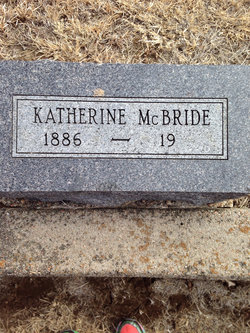 KATHERINE McBRIDE
1886 — 19